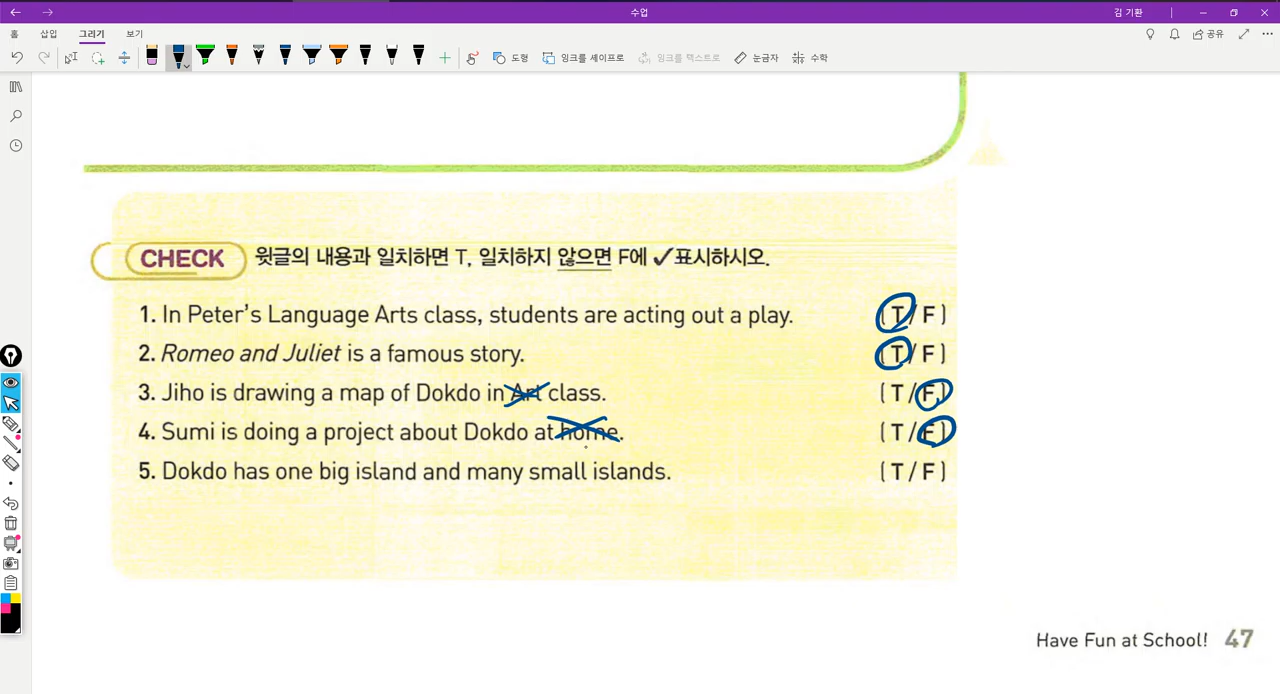 수업
김 기환
홈 삽입 그리기 보기
공유
도형
잉크를 셰이프로
잉크를 텍스트로
눈금자
수학
CHECK 윗글의 내용과 일치하면 T, 일치하지 않으면 F에 ✓표시하시오.
1. In Peter's Language Arts class, students are acting out a play. ( T / F )
2. Romeo and Juliet is a famous story. ( T / F )
3. Jiho is drawing a map of Dokdo in Art class. ( T / F )
4. Sumi is doing a project about Dokdo at home. ( T / F )
5. Dokdo has one big island and many small islands. ( T / F )
Have Fun at School! 47